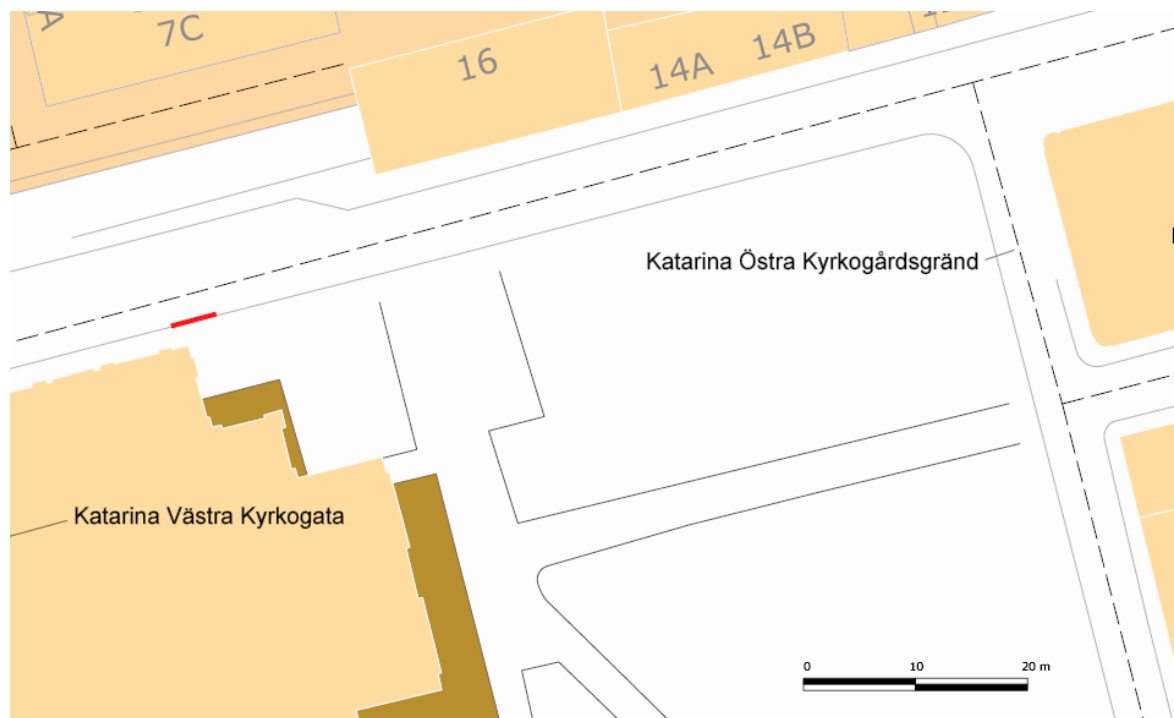 7C
16
14A
14B
Katarina Östra Kyrkogårdsgränd
Katarina Västra Kyrkogata
0 10 20 m